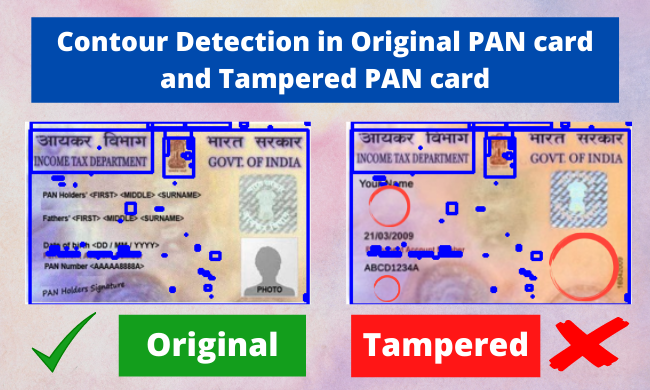 Contour Detection in Original PAN card
and Tampered PAN card
आयकर विभाग
INCOME TAX DEPARTMENT
भारत सरकार
GOVT. OF INDIA
PAN Holders' <FIRST> <MIDDLE> <SURNAME>
Fathers' <FIRST> <MIDDLE> <SURNAME>
Date of birth <DD / MM / YYYY>
PAN Number <AAAAA8888A>
PAN Holders Signature
PHOTO
आयकर विभाग
INCOME TAX DEPARTMENT
भारत सरकार
GOVT. OF INDIA
Your Name
21/03/2009
Account
ABCD1234A
Original
Tampered